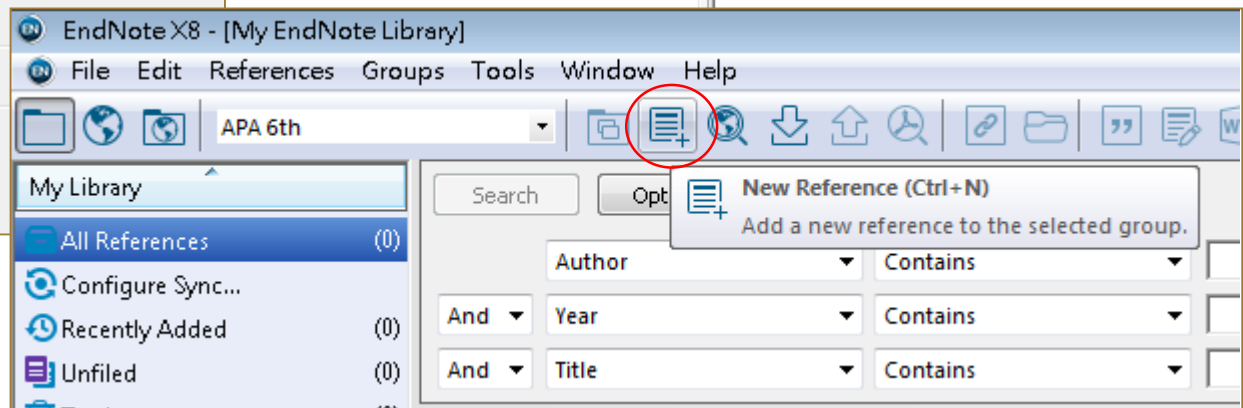 EndNote X8 - [My EndNote Library]
File Edit References Groups Tools Window Help
APA 6th
My Library
Search
Opt
New Reference (Ctrl+N)
Add a new reference to the selected group.
All References (0)
Author Contains
Configure Sync...
And Year Contains
Recently Added (0)
And Title Contains
Unfiled (0)